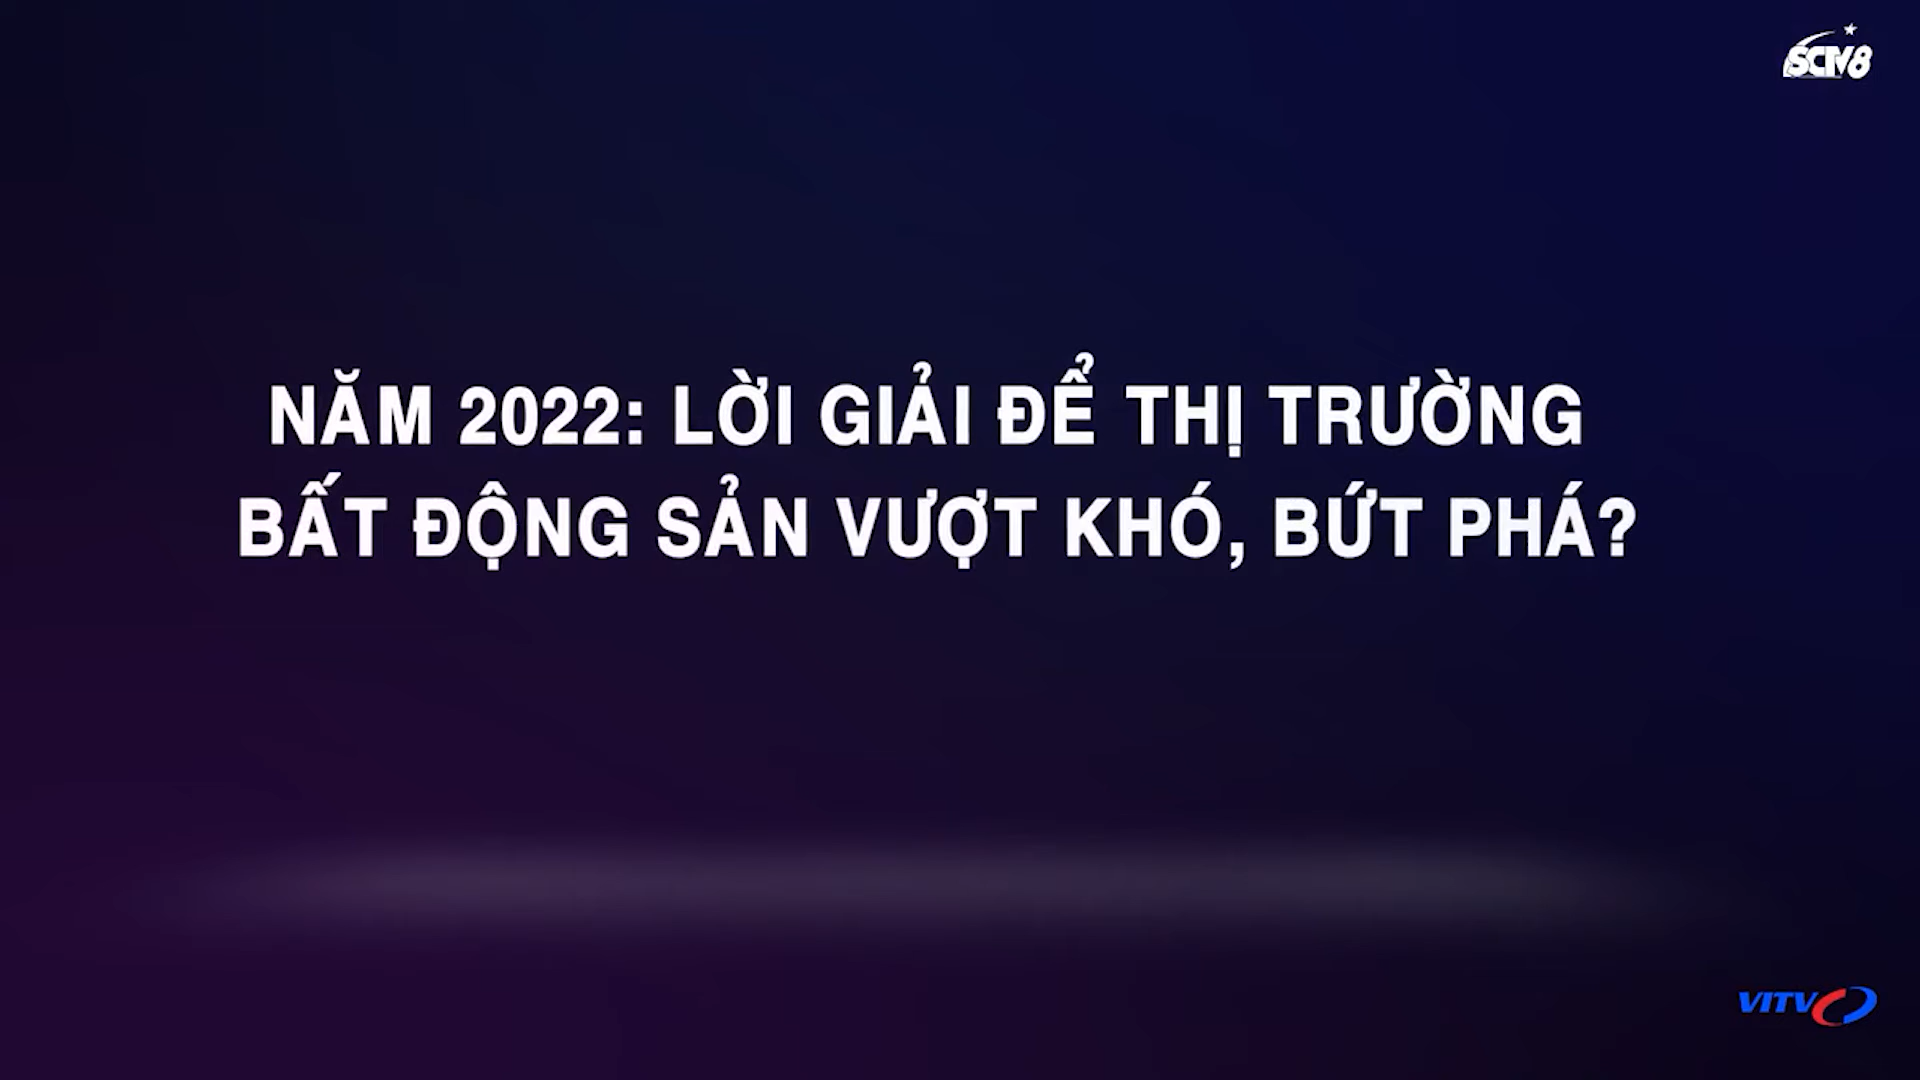 SCTV8
NĂM 2022: LỜI GIẢI ĐỂ THỊ TRƯỜNG
BẤT ĐỘNG SẢN VƯỢT KHÓ, BỨT PHÁ?
VITV